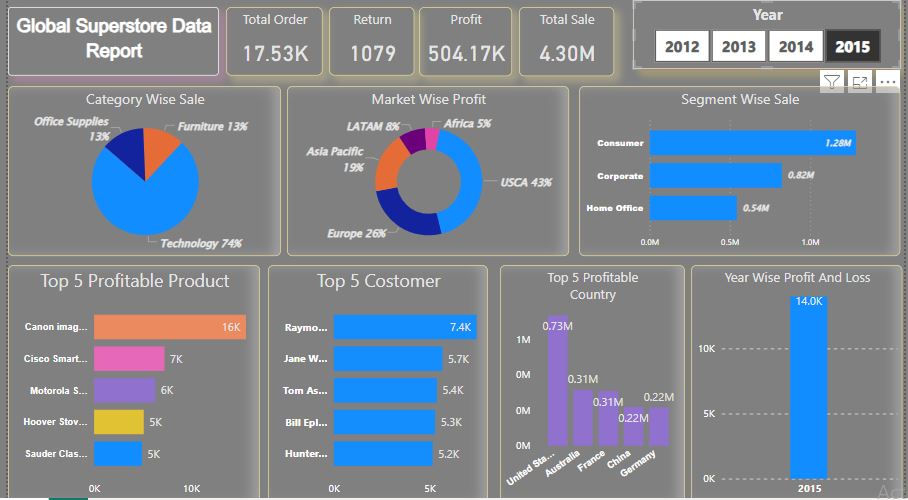 Global Superstore Data
Report
Total Order
17.53K
Return
1079
Profit
504.17K
Total Sale
4.30M
Year
2012
2013
2014
2015
Category Wise Sale
Office Supplies
13%
Furniture 13%
Technology 74%
Market Wise Profit
LATAM 8%
Africa 5%
Asia Pacific
19%
USCA 43%
Europe 26%
Segment Wise Sale
Consumer
1.28M
Corporate
0.82M
Home Office
0.54M
0.0M
0.5M
1.0M
Top 5 Profitable Product
Canon imag...
16K
Cisco Smart...
7K
Motorola S...
6K
Hoover Stov...
5K
Sauder Clas...
5K
0K
10K
Top 5 Costomer
Raymo...
7.4K
Jane W...
5.7K
Tom As...
5.4K
Bill Epl...
5.3K
Hunter...
5.2K
0K
5K
Top 5 Profitable
Country
1M
0M
0M
0M
0.73M
0.31M
0.31M
0.22M
0.22M
United Sta...
Australia
France
China
Germany
Year Wise Profit And Loss
14.0K
10K
5K
0K
2015